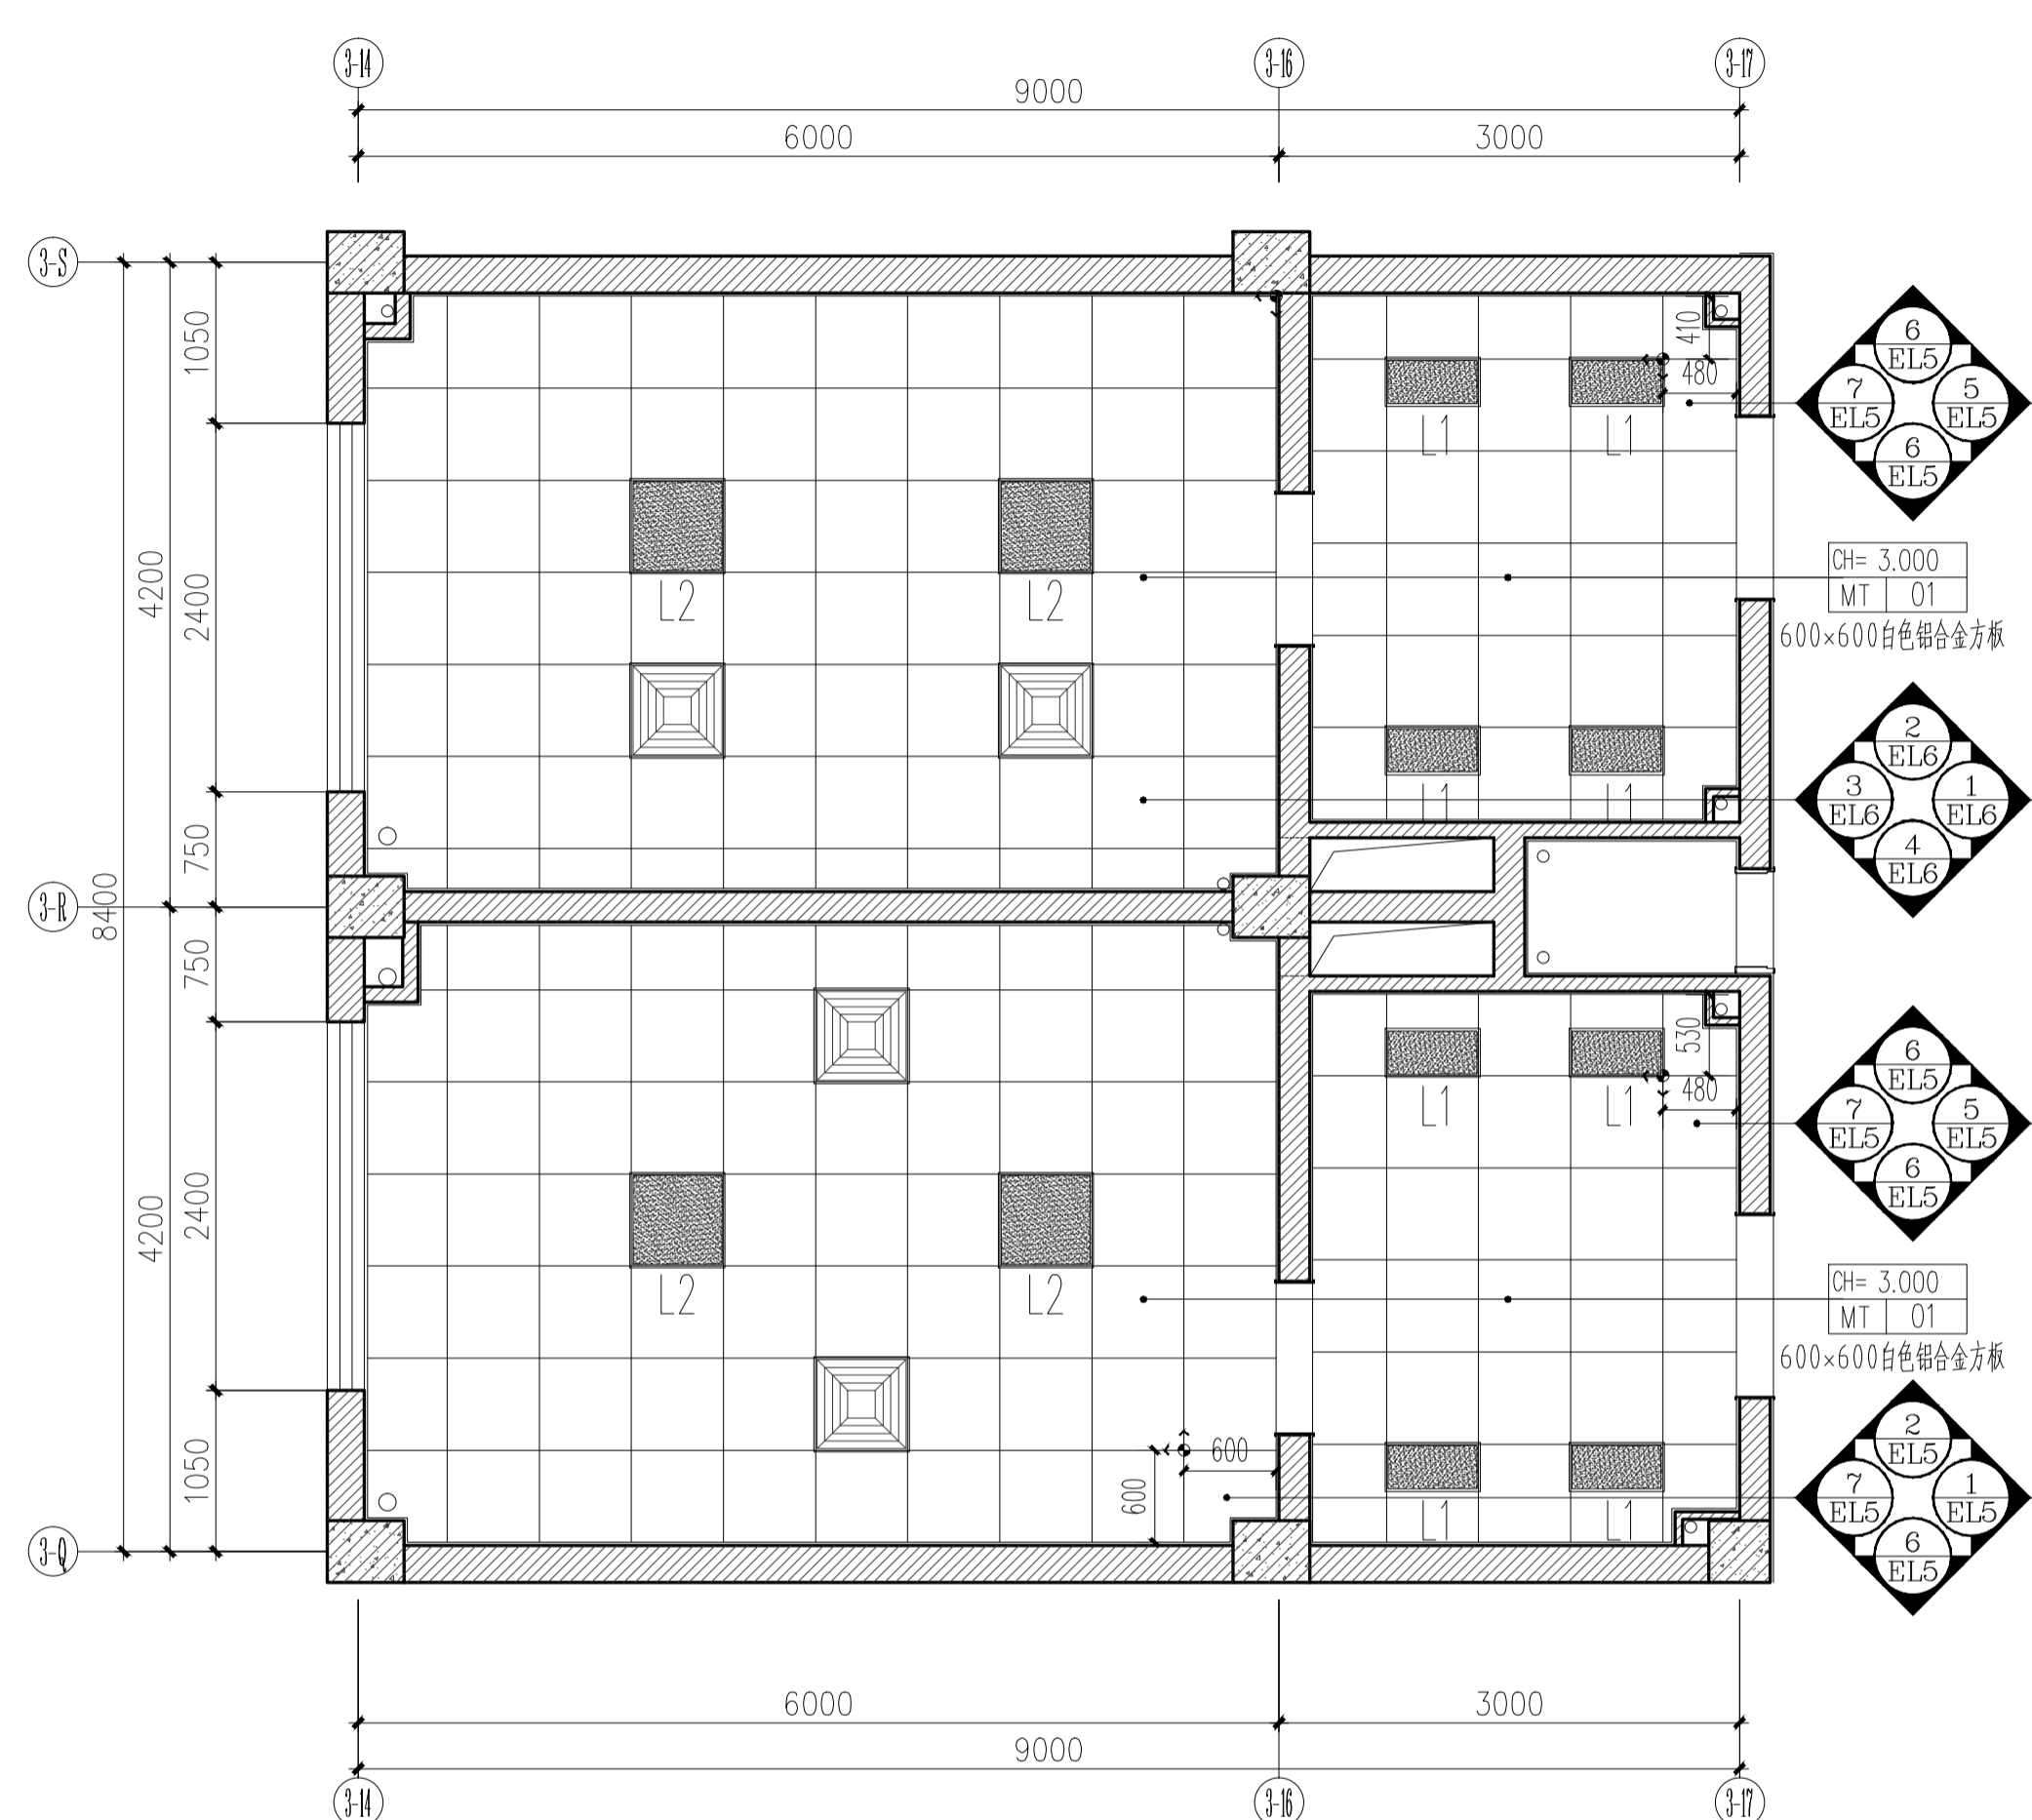 3-14
3-16
3-17
9000
6000
3000
3-S
1050
410
480
L1
L1
6
EL5
7
EL5
5
EL5
6
EL5
2400
4200
L2
L2
CH= 3.000
MT 01
600×600白色铝合金方板
2
EL6
3
EL6
1
EL6
4
EL6
L1
L1
750
3-R
8400
750
530
480
L1
L1
6
EL5
7
EL5
5
EL5
6
EL5
2400
4200
L2
L2
CH= 3.000
MT 01
600×600白色铝合金方板
600
600
1050
L1
L1
2
EL5
7
EL5
1
EL5
6
EL5
3-Q
6000
3000
9000
3-14
3-16
3-17